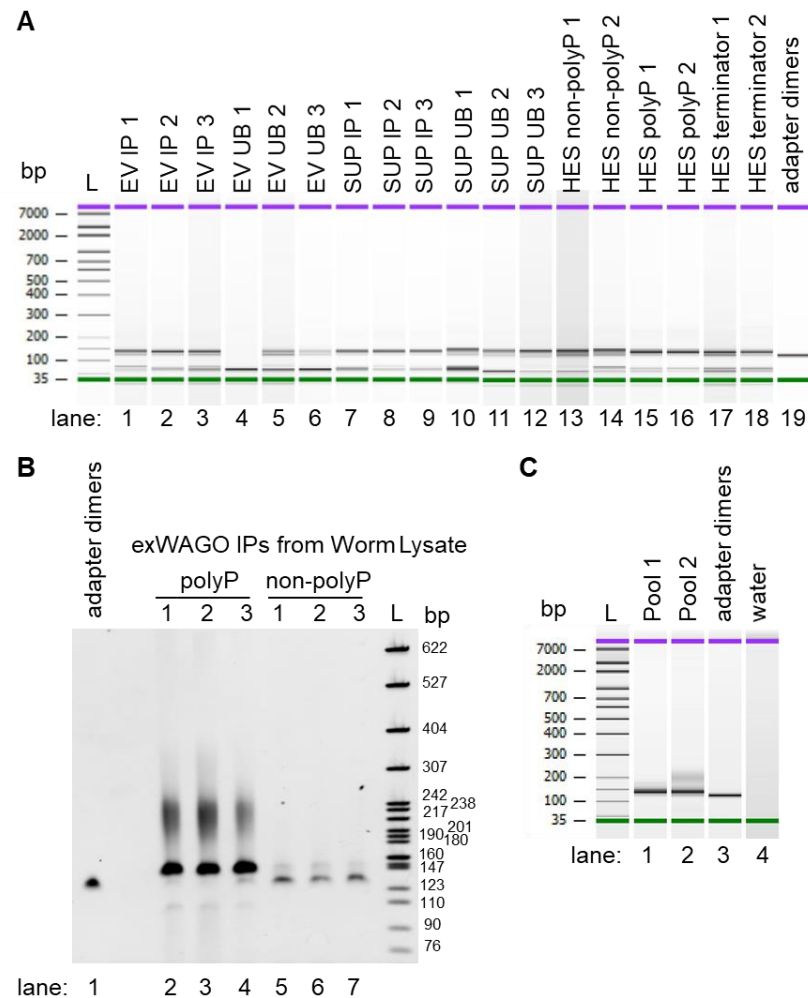 A
bp
L
EV IP 1
EV IP 2
EV IP 3
EV UB 1
EV UB 2
EV UB 3
SUP IP 1
SUP IP 2
SUP IP 3
SUP UB 1
SUP UB 2
SUP UB 3
HES non-polyP 1
HES non-polyP 2
HES polyP 1
HES polyP 2
HES terminator 1
HES terminator 2
adapter dimers
7000
2000
700
500
400
300
200
100
35
lane: 1 2 3 4 5 6 7 8 9 10 11 12 13 14 15 16 17 18 19
B
adapter dimers
exWAGO IPs from Worm Lysate
polyP non-polyP
1 2 3 1 2 3 L bp
622
527
404
307
242
238
217
201
190
180
160
147
123
110
90
76
lane: 1 2 3 4 5 6 7
C
bp
L
Pool 1
Pool 2
adapter dimers
water
7000
2000
700
500
400
300
200
100
35
lane: 1 2 3 4